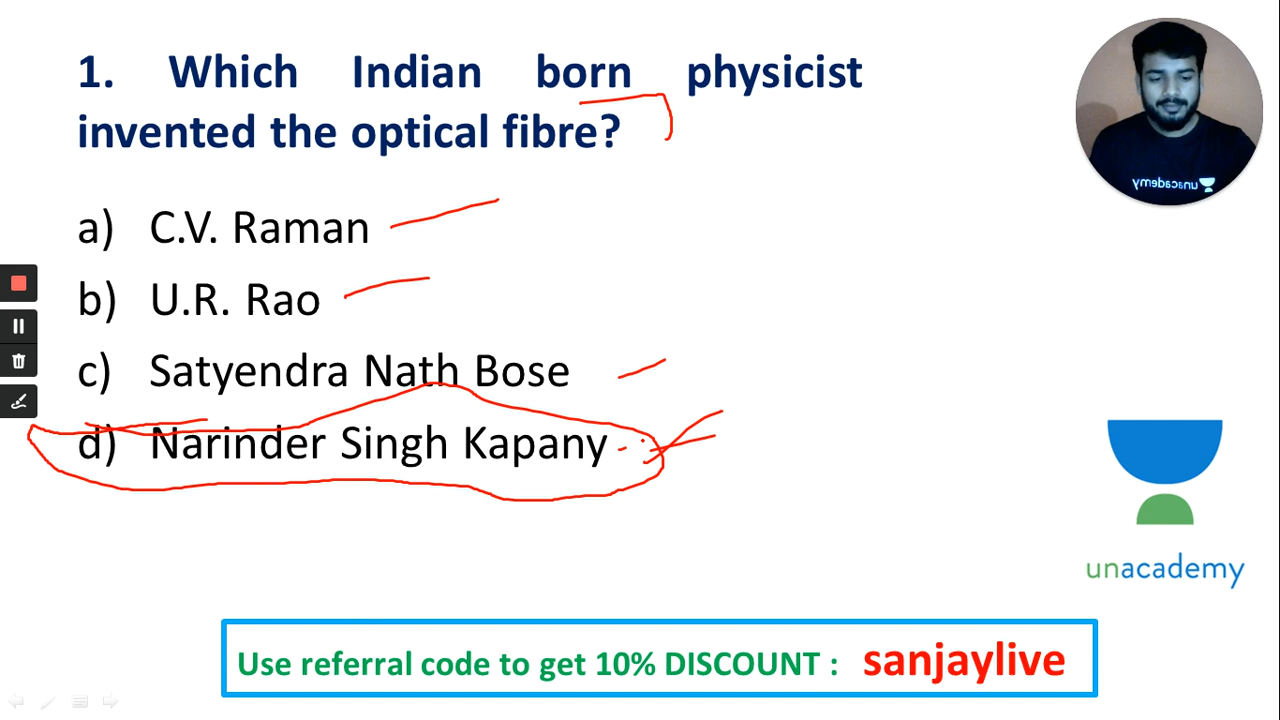 1. Which Indian born physicist
invented the optical fibre?
a) C.V. Raman
b) U.R. Rao
c) Satyendra Nath Bose
d) Narinder Singh Kapany
unacademy
unacademy
Use referral code to get 10% DISCOUNT : sanjaylive